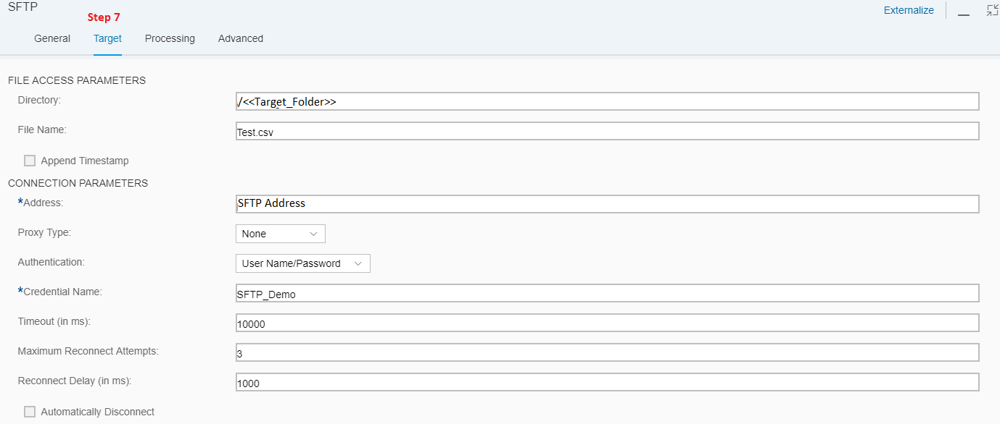 SFTP
Step 7
Externalize
General Target Processing Advanced
FILE ACCESS PARAMETERS
Directory: /<<Target_Folder>>
File Name: Test.csv
Append Timestamp
CONNECTION PARAMETERS
*Address: SFTP Address
Proxy Type: None
Authentication: User Name/Password
*Credential Name: SFTP_Demo
Timeout (in ms): 10000
Maximum Reconnect Attempts: 3
Reconnect Delay (in ms): 1000
Automatically Disconnect